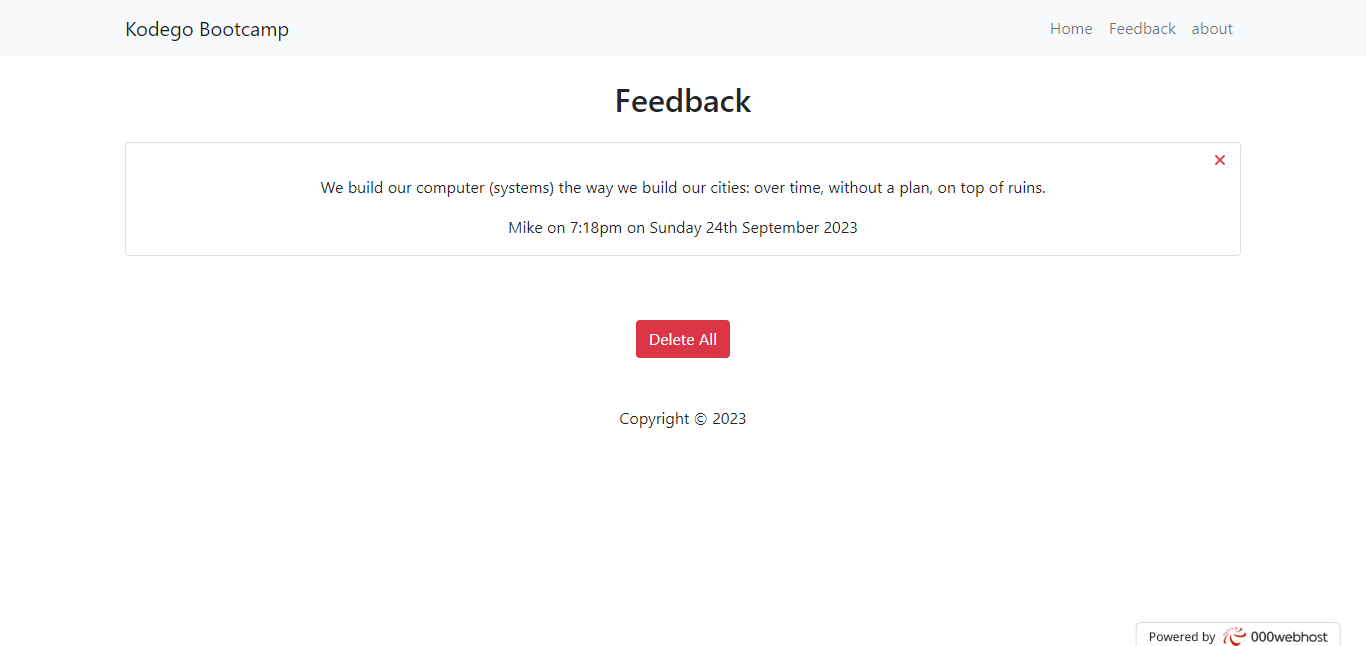 Kodego Bootcamp Home Feedback about
Feedback
We build our computer (systems) the way we build our cities: over time, without a plan, on top of ruins.
Mike on 7:18pm on Sunday 24th September 2023
Delete All
Copyright © 2023
Powered by 000webhost